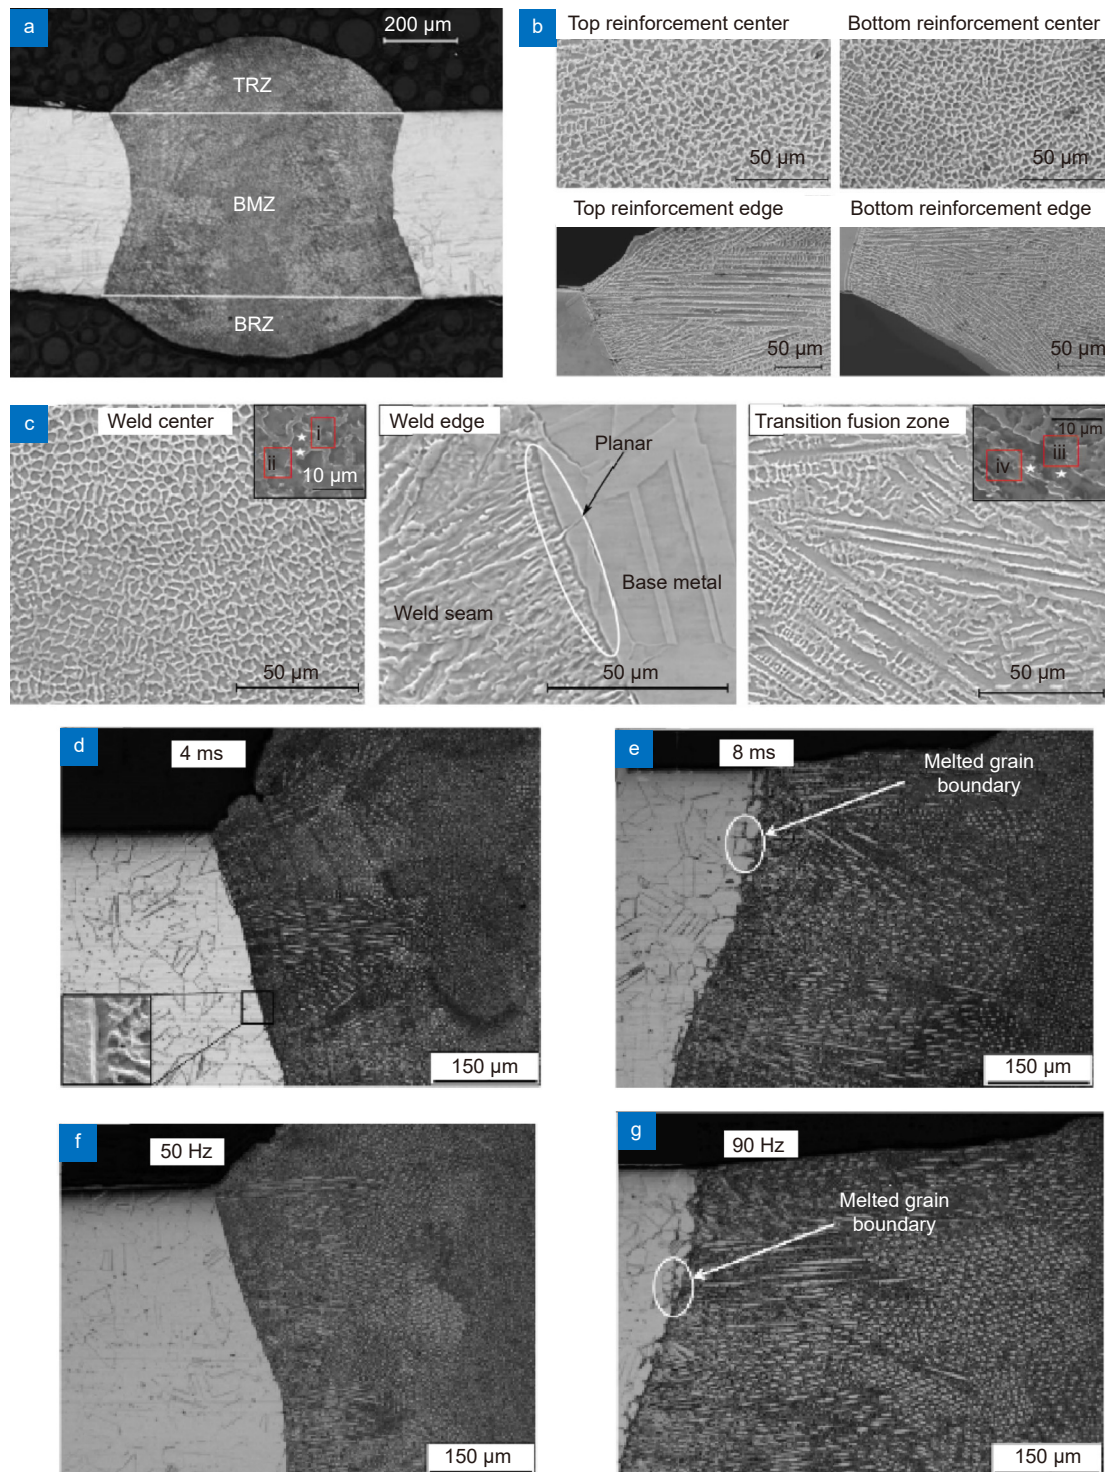 a
200 µm
TRZ
BMZ
BRZ
b
Top reinforcement center
50 µm
Bottom reinforcement center
50 µm
Top reinforcement edge
50 µm
Bottom reinforcement edge
50 µm
c
Weld center
i
ii
10 µm
50 µm
Weld edge
Planar
Base metal
Weld seam
50 µm
Transition fusion zone
10 µm
iii
iv
50 µm
d
4 ms
150 µm
e
8 ms
Melted grain
boundary
150 µm
f
50 Hz
150 µm
g
90 Hz
Melted grain
boundary
150 µm